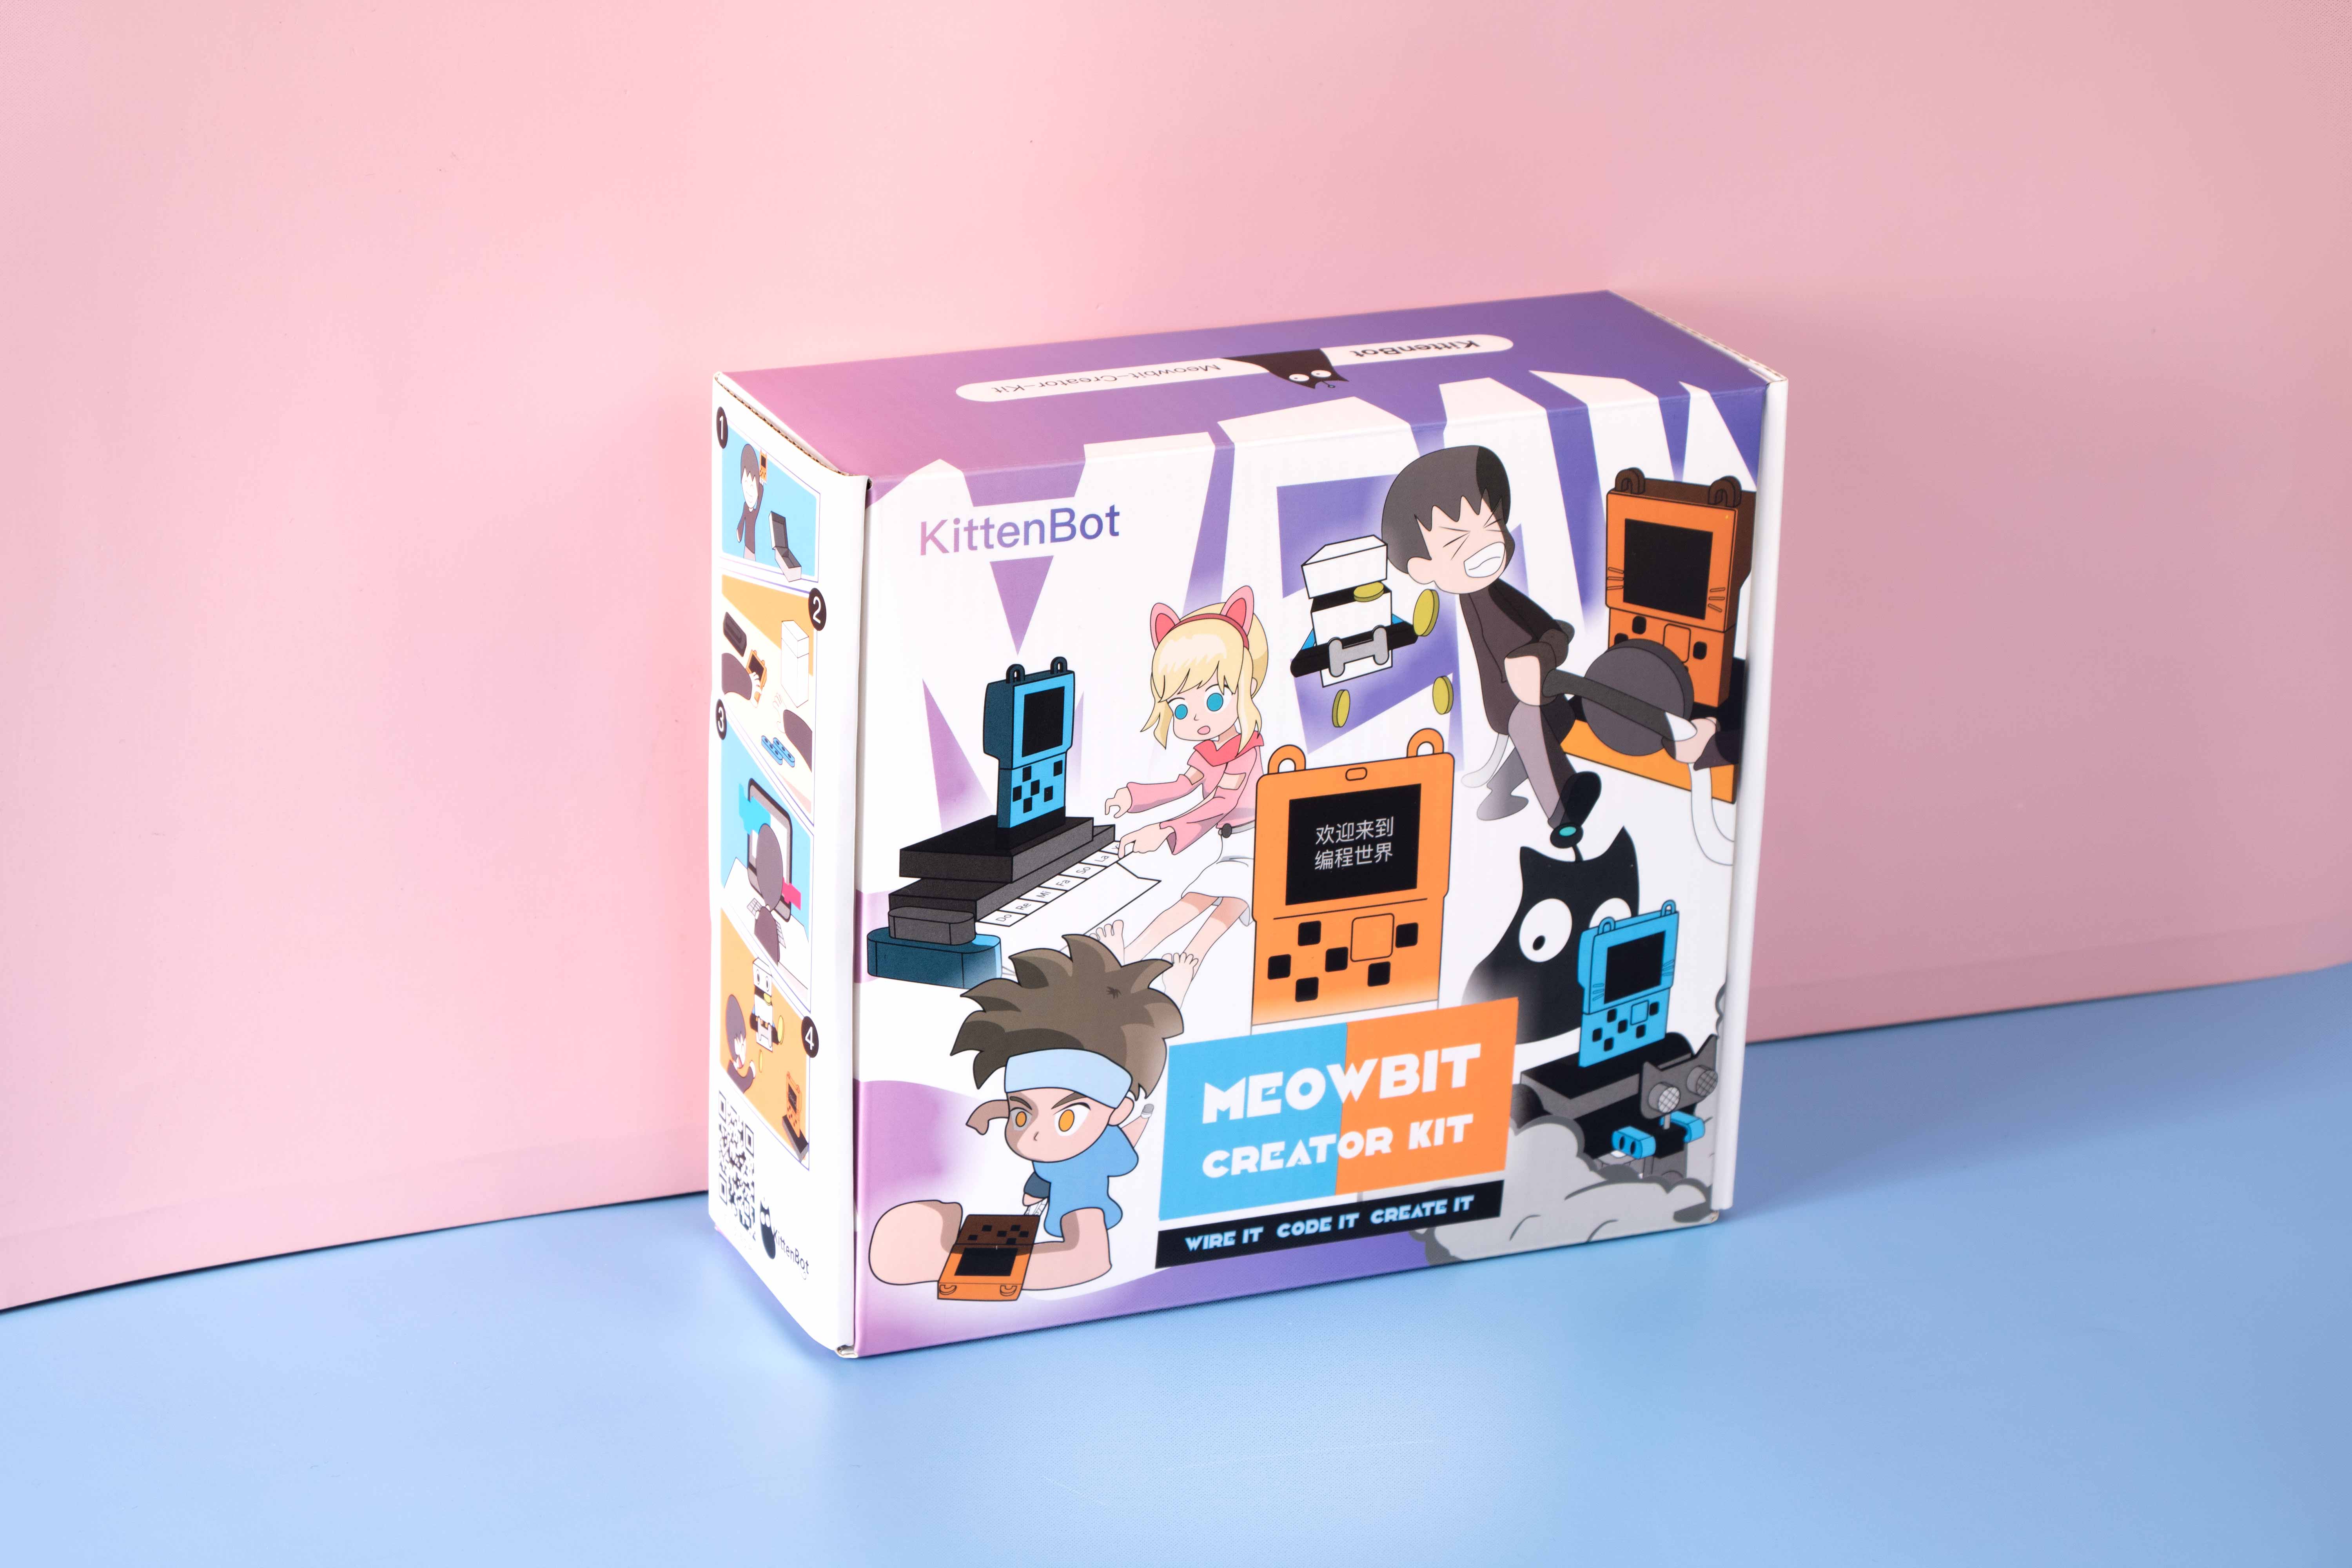 KittenBot
Meowbit-Creator-Kit
KittenBot
欢迎来到
编程世界
Do Re Mi Fa So La
MEOWBIT
CREATOR KIT
WIRE IT CODE IT CREATE IT
1
2
3
4
KittenBot